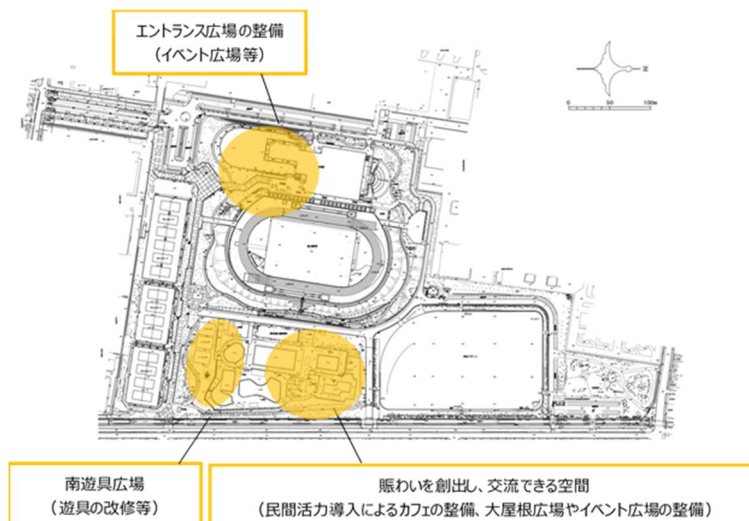 エントランス広場の整備
（イベント広場等）
0 50 100m
南遊具広場
（遊具の改修等）
賑わいを創出し、交流できる空間
（民間活力導入によるカフェの整備、大屋根広場やイベント広場の整備）